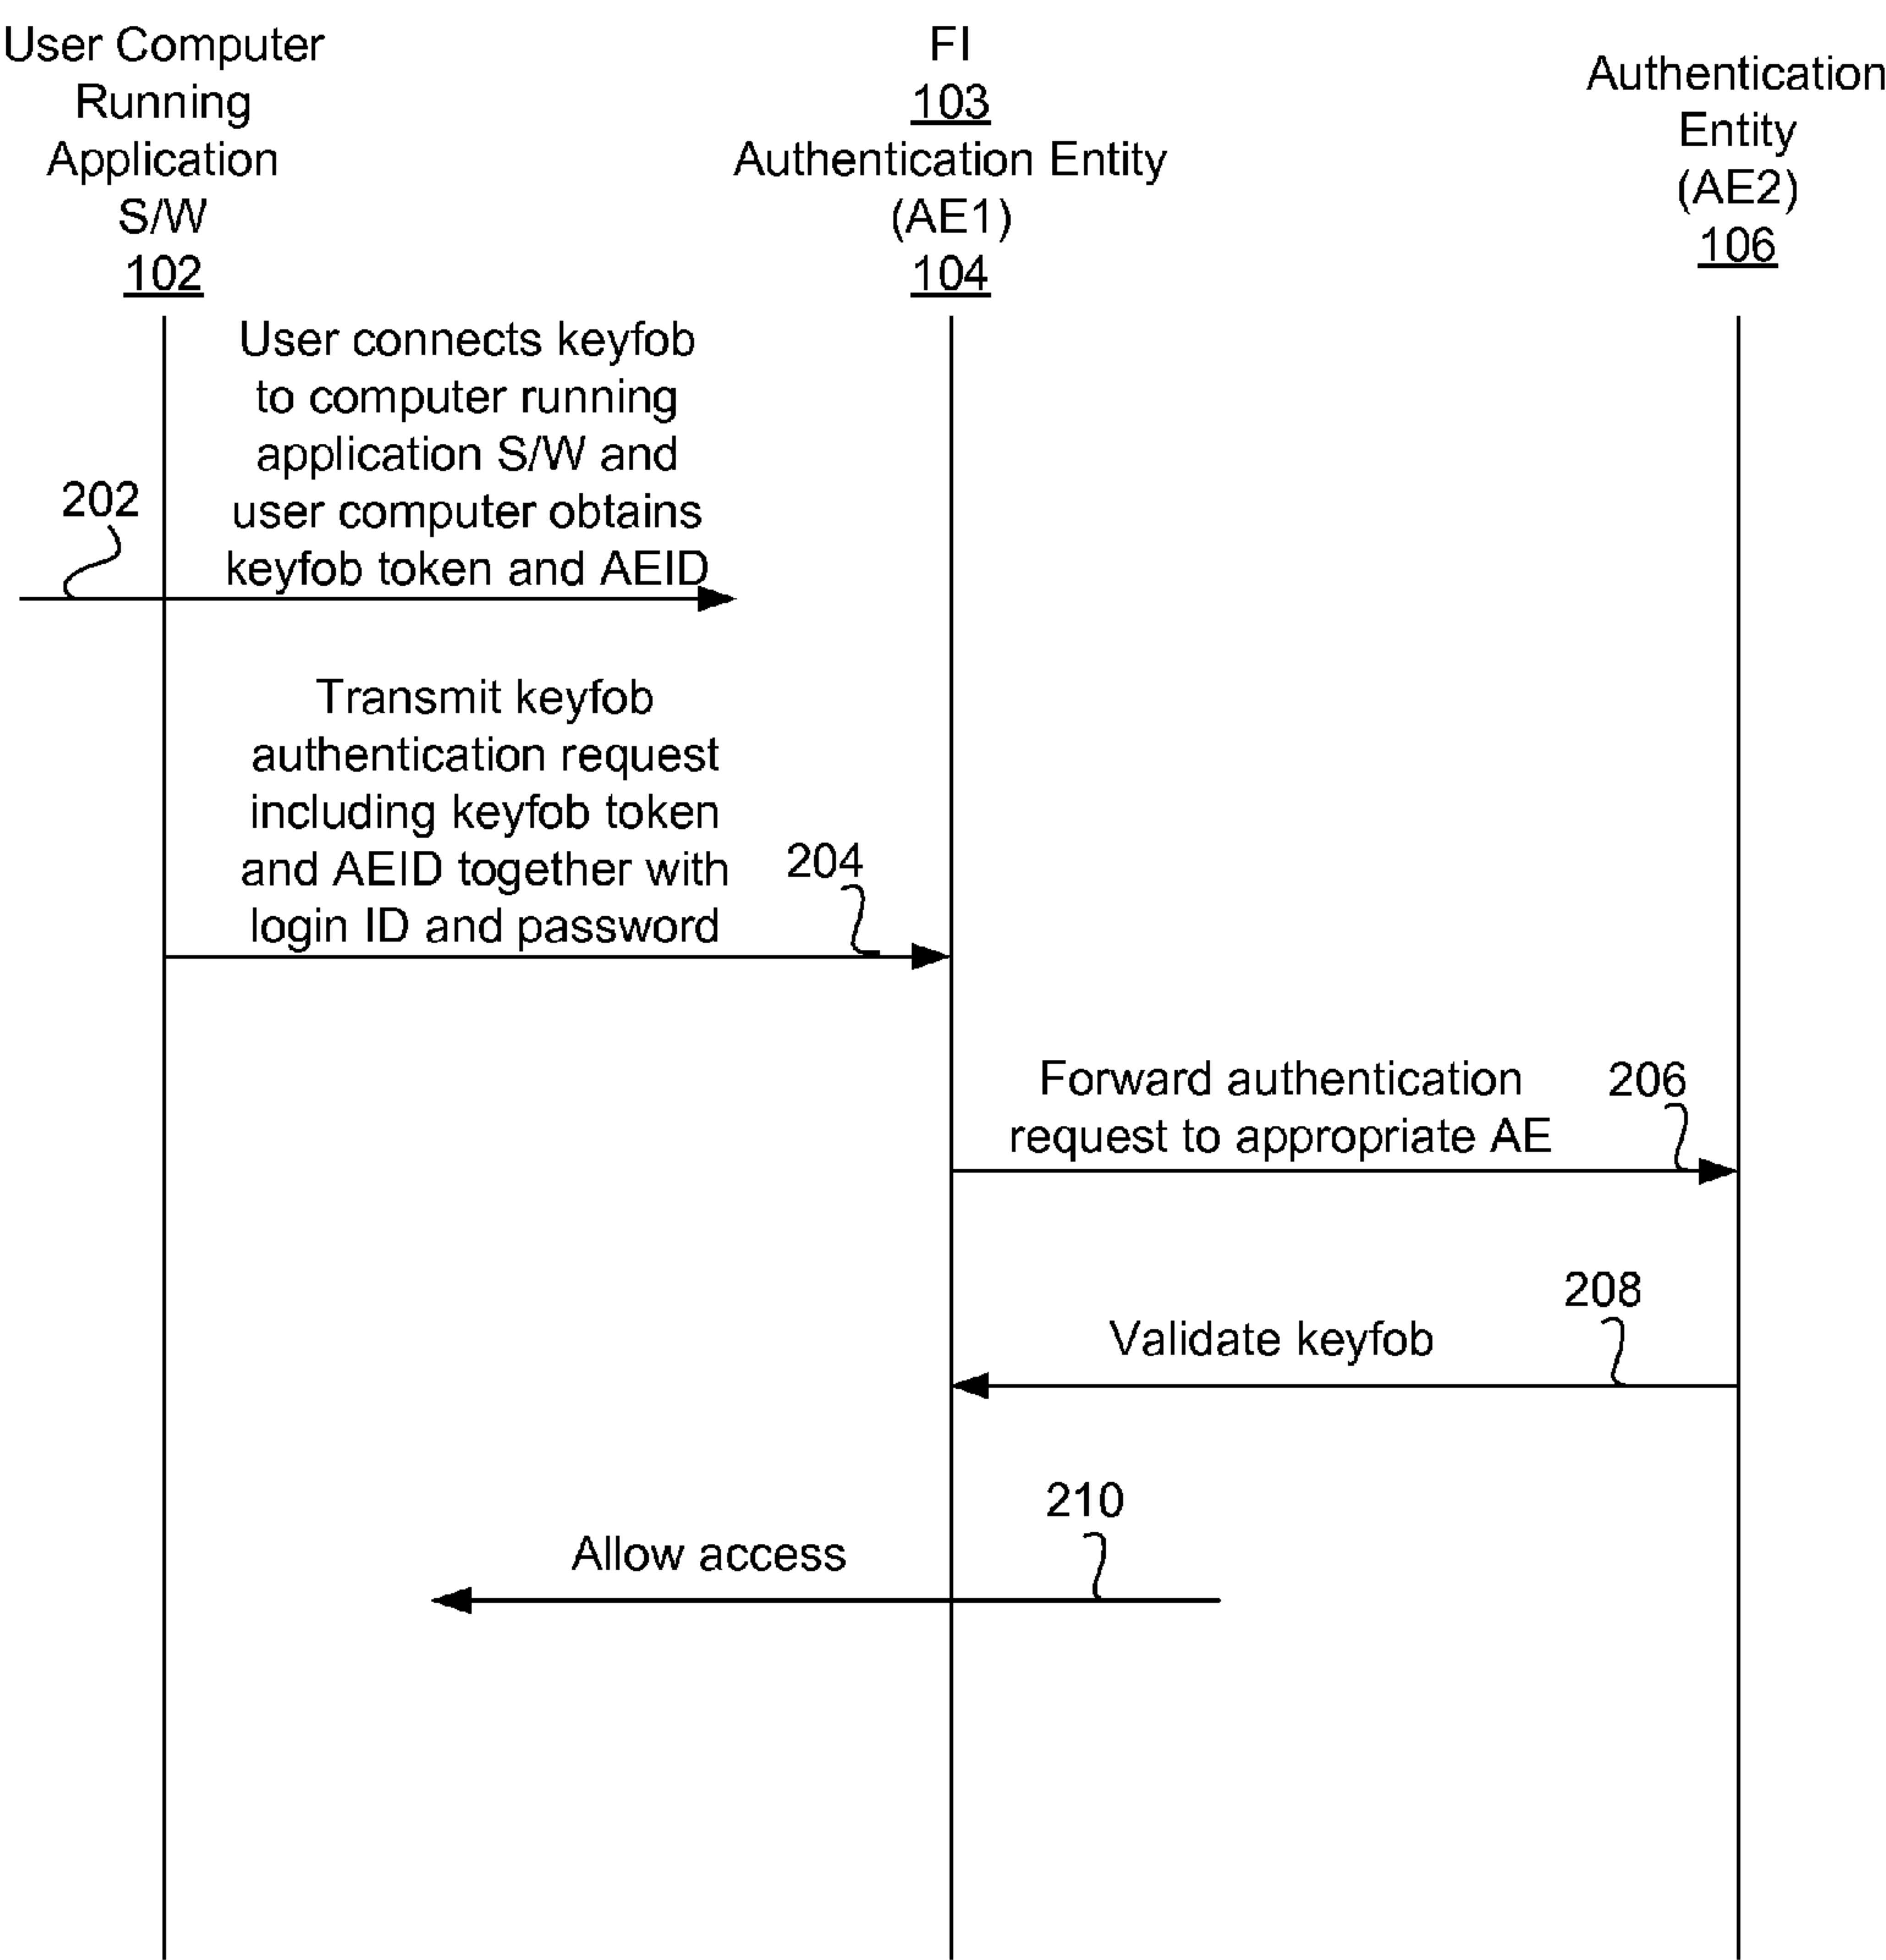 User Computer
Running
Application
S/W
102
FI
103
Authentication Entity
(AE1)
104
Authentication
Entity
(AE2)
106
User connects keyfob
to computer running
application S/W and
user computer obtains
keyfob token and AEID
202
Transmit keyfob
authentication request
including keyfob token
and AEID together with
login ID and password
204
Forward authentication
request to appropriate AE
206
208
Validate keyfob
210
Allow access